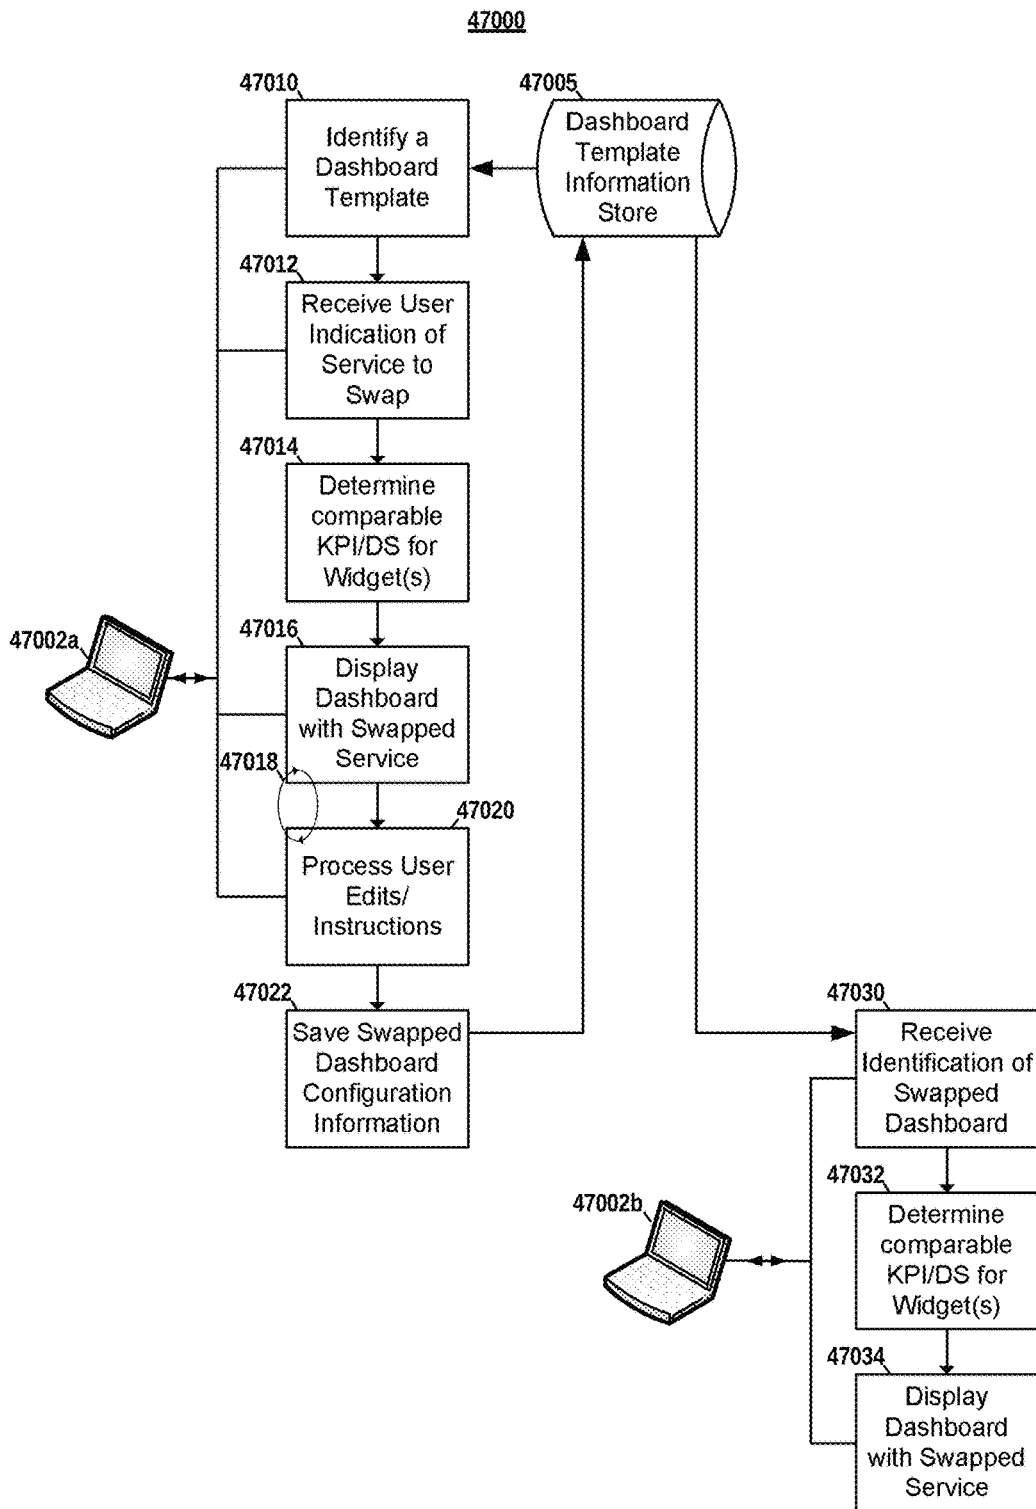 47000
47010
Identify a
Dashboard
Template
47005
Dashboard
Template
Information
Store
47012
Receive User
Indication of
Service to
Swap
47014
Determine
comparable
KPI/DS for
Widget(s)
47002a
47016
Display
Dashboard
with Swapped
Service
47018
47020
Process User
Edits/
Instructions
47022
Save Swapped
Dashboard
Configuration
Information
47030
Receive
Identification of
Swapped
Dashboard
47002b
47032
Determine
comparable
KPI/DS for
Widget(s)
47034
Display
Dashboard
with Swapped
Service